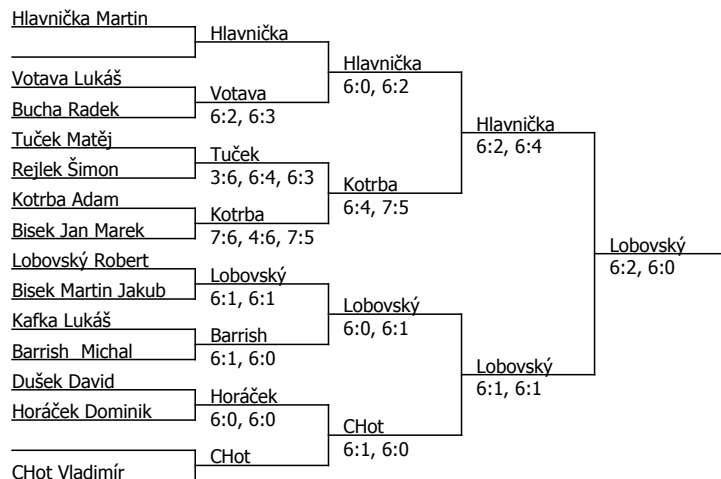 Hlavnička Martin
Hlavnička
Hlavnička
6:0, 6:2
Votava Lukáš
Votava
Bucha Radek
6:2, 6:3
Hlavnička
6:2, 6:4
Tuček Matěj
Tuček
Rejlek Šimon
3:6, 6:4, 6:3
Kotrba
6:4, 7:5
Kotrba Adam
Kotrba
Bisek Jan Marek
7:6, 4:6, 7:5
Lobovský
6:2, 6:0
Lobovský Robert
Lobovský
Bisek Martin Jakub
6:1, 6:1
Lobovský
6:0, 6:1
Kafka Lukáš
Barrish
Barrish  Michal
6:1, 6:0
Lobovský
6:1, 6:1
Dušek David
Horáček
Horáček Dominik
6:0, 6:0
CHot
6:1, 6:0
CHot
CHot Vladimír